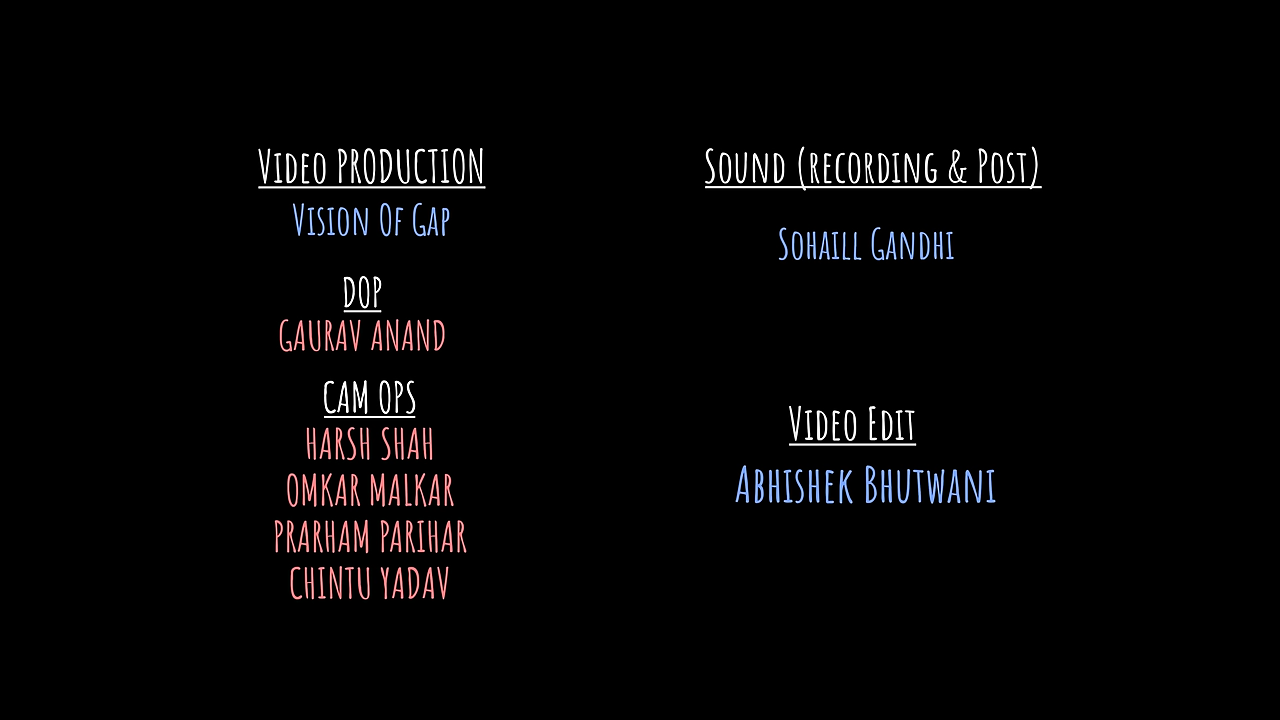 Video PRODUCTION
Vision Of Gap
DOP
GAURAV ANAND
CAM OPS
HARSH SHAH
OMKAR MALKAR
PRARHAM PARIHAR
CHINTU YADAV
Sound (recording & Post)
Sohaill Gandhi
Video Edit
Abhishek Bhutwani